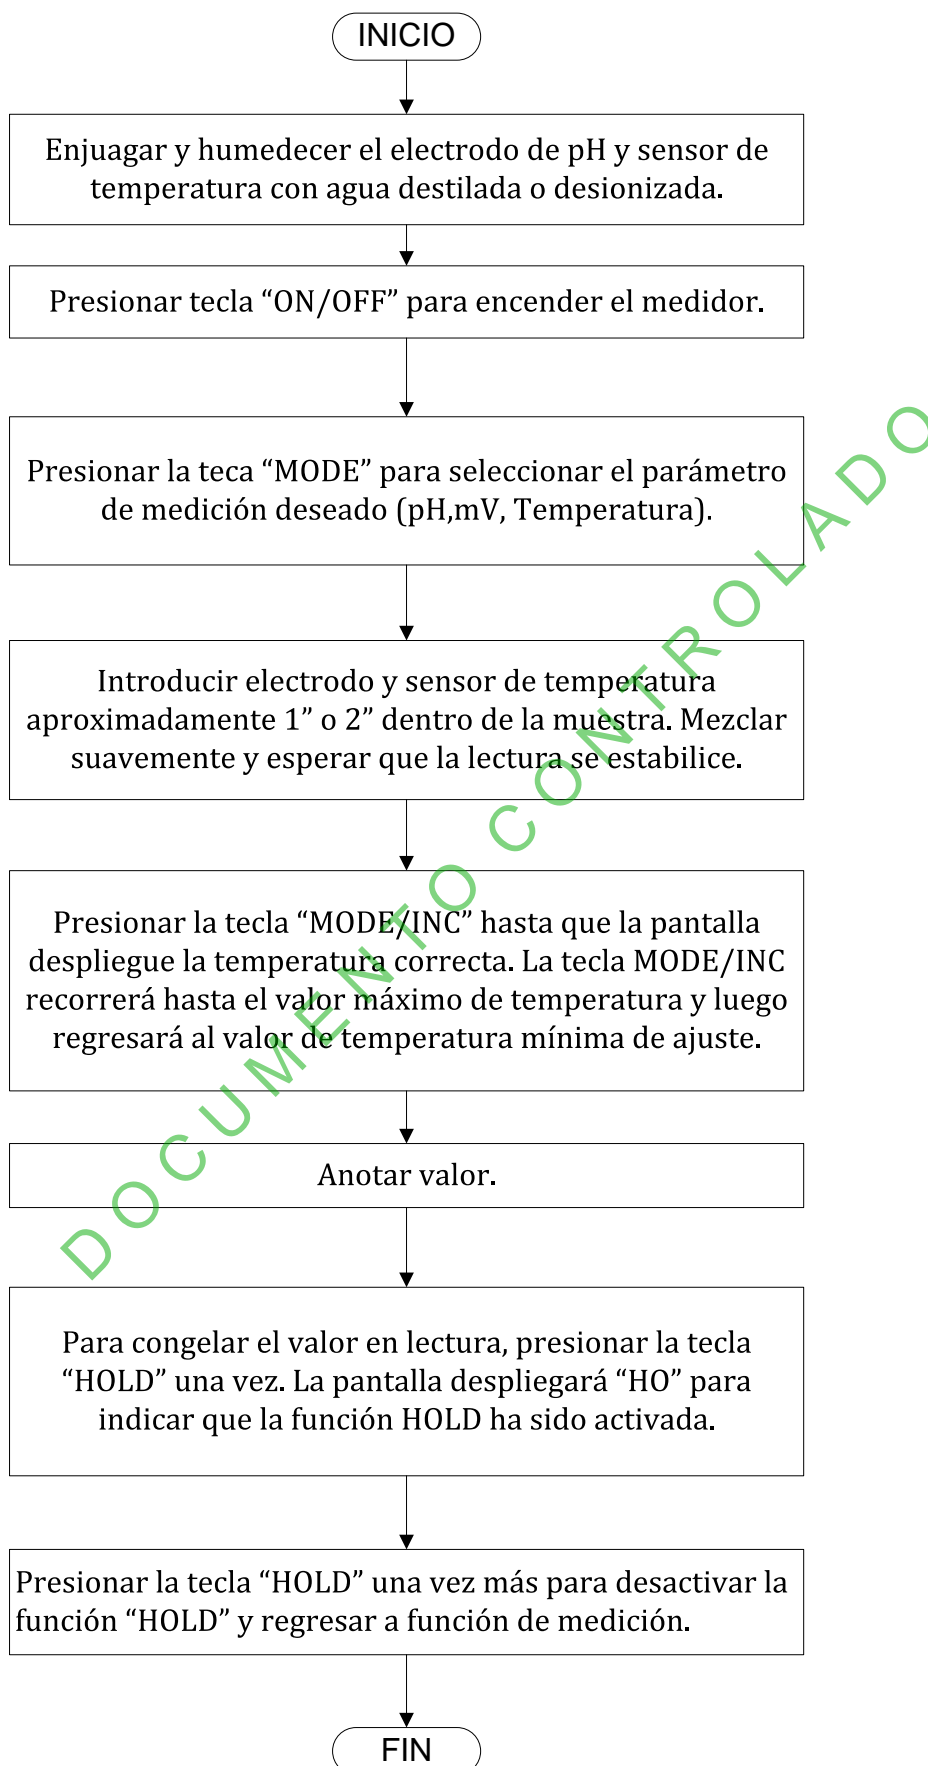 INICIO
Enjuagar y humedecer el electrodo de pH y sensor de
temperatura con agua destilada o desionizada.
Presionar tecla “ON/OFF” para encender el medidor.
Presionar la teca “MODE” para seleccionar el parámetro
de medición deseado (pH,mV, Temperatura).
Introducir electrodo y sensor de temperatura
aproximadamente 1” o 2” dentro de la muestra. Mezclar
suavemente y esperar que la lectura se estabilice.
Presionar la tecla “MODE/INC” hasta que la pantalla
despliegue la temperatura correcta. La tecla MODE/INC
recorrerá hasta el valor máximo de temperatura y luego
regresará al valor de temperatura mínima de ajuste.
Anotar valor.
Para congelar el valor en lectura, presionar la tecla
“HOLD” una vez. La pantalla despliegará “HO” para
indicar que la función HOLD ha sido activada.
Presionar la tecla “HOLD” una vez más para desactivar la
función “HOLD” y regresar a función de medición.
FIN
DOCUMENTO CONTROLADO